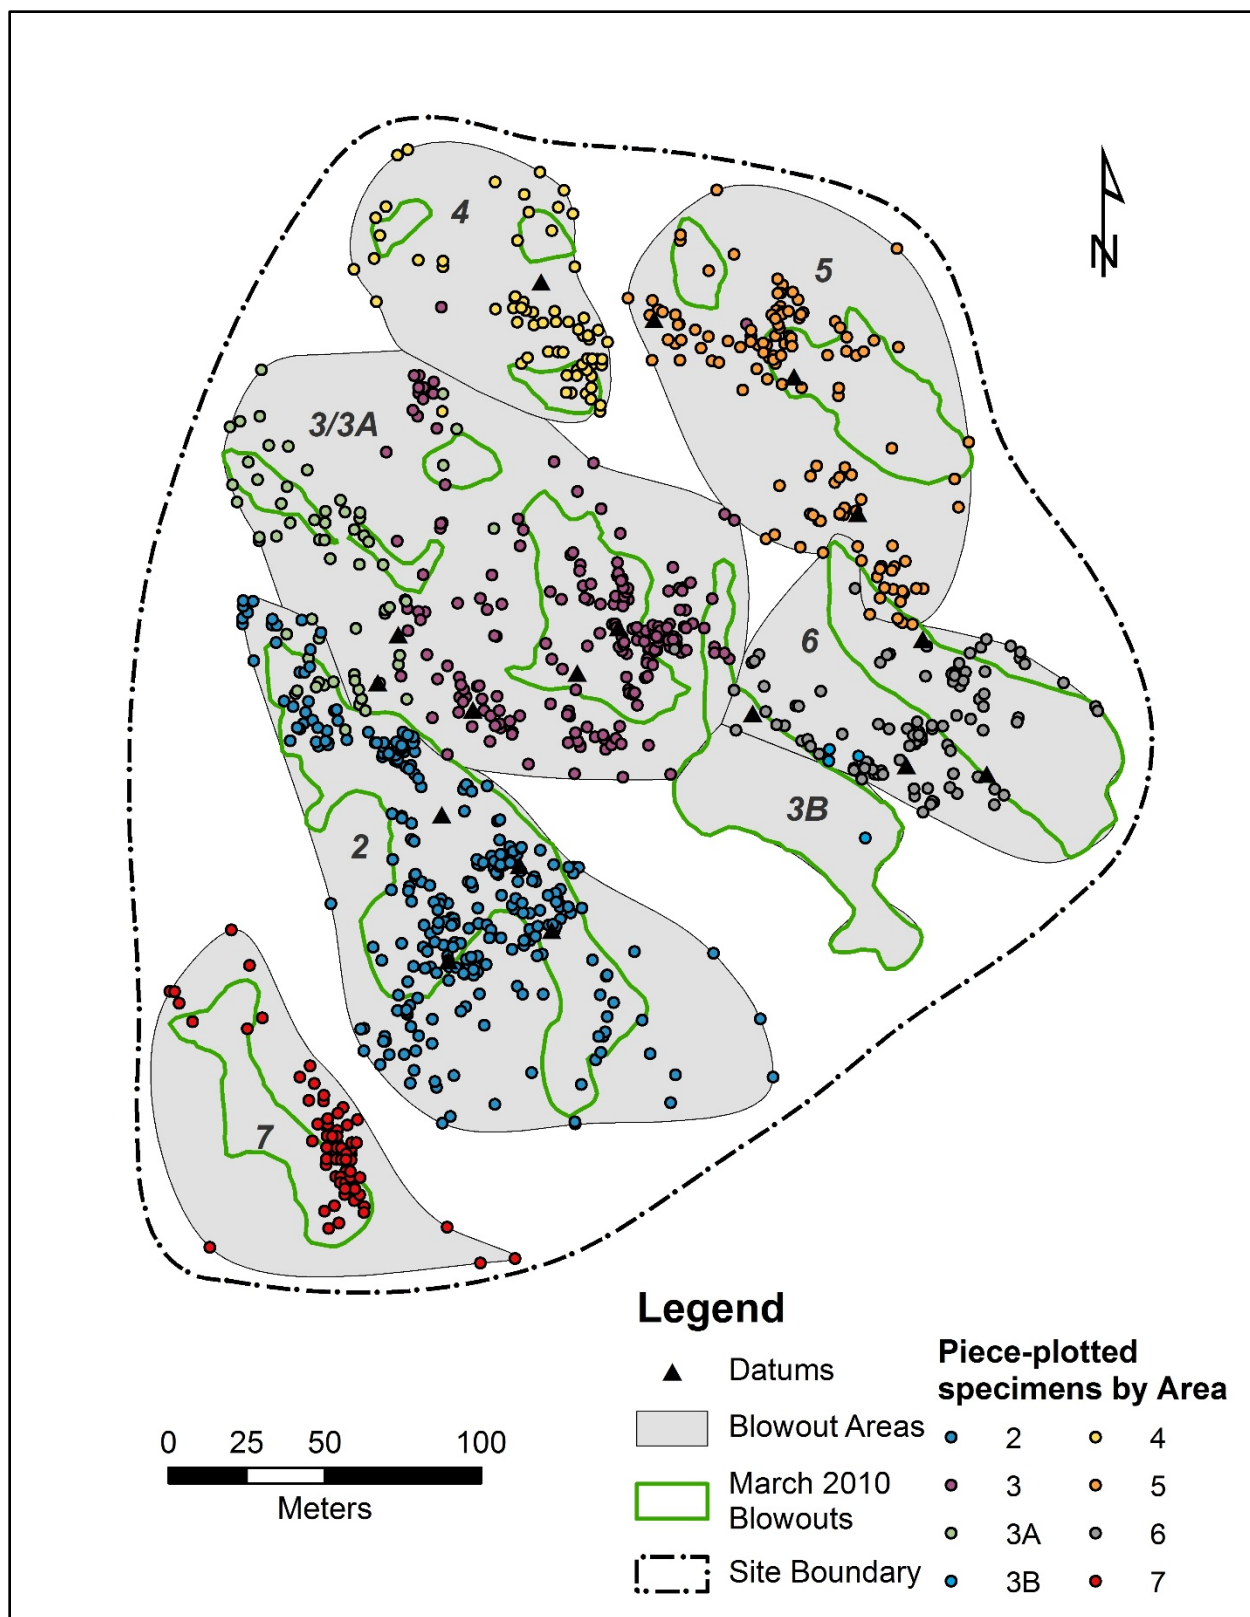 N
4
5
3/3A
6
3B
2
7
Legend
Datums
Blowout Areas
March 2010
Blowouts
Site Boundary
Piece-plotted
specimens by Area
2
4
3
5
3A
6
3B
7
0 25 50 100
Meters